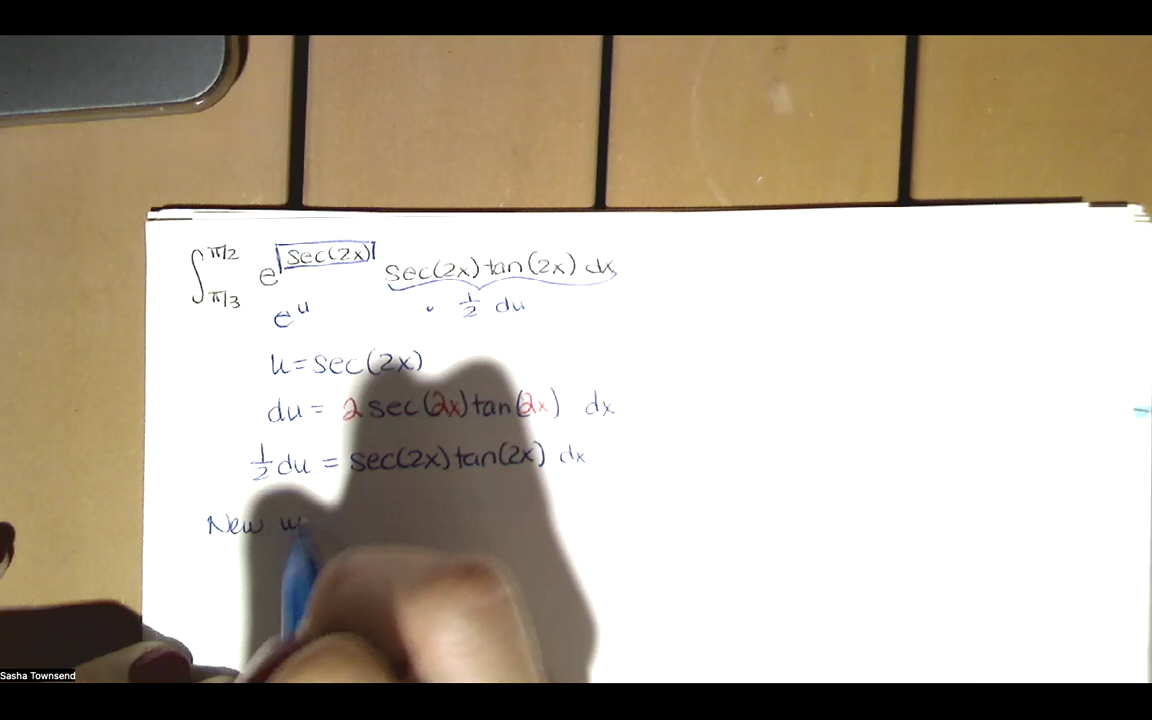 ∫_{π/3}^{π/2} e^{sec(2x)} sec(2x)tan(2x) dx
e^u · 1/2 du
u = sec(2x)
du = 2 sec(2x)tan(2x) dx
1/2 du = sec(2x)tan(2x) dx
New
Sasha Townsend